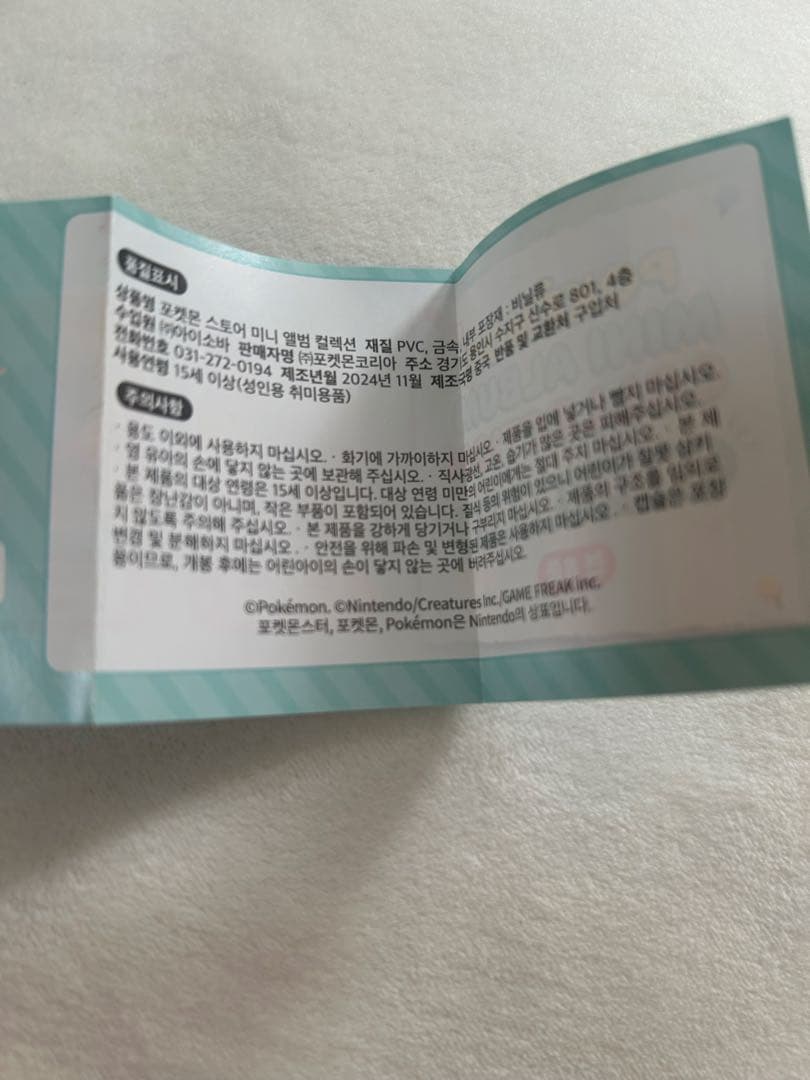 품질표시
상품명 포켓몬 스토어 미니 앨범 컬렉션 재질 PVC, 금속, 내부 포장재 : 비닐류
수입원 ㈜아이소바 판매자명 ㈜포켓몬코리아 주소 경기도 용인시 수지구 신수로 801, 4층
전화번호 031-272-0194 제조년월 2024년 11월 제조국명 중국 반품 및 교환처 구입처
사용연령 15세 이상(성인용 취미용품)
주의사항
· 용도 이외에 사용하지 마십시오. · 화기에 가까이하지 마십시오. · 제품을 입에 넣거나 빨지 마십시오.
· 영 유아의 손에 닿지 않는 곳에 보관해 주십시오. · 직사광선, 고온, 습기가 많은 곳은 피해주십시오.
· 본 제품의 대상 연령은 15세 이상입니다. 대상 연령 미만의 어린이에게는 절대 주지 마십시오. · 본 제
품은 장난감이 아니며, 작은 부품이 포함되어 있습니다. 질식 등의 위험이 있으니 어린이가 잘못 삼키
지 않도록 주의해 주십시오. · 본 제품을 강하게 당기거나 구부리지 마십시오. · 제품의 구조를 임의로
변경 및 분해하지 마십시오. · 안전을 위해 파손 및 변형된 제품은 사용하지 마십시오. · 캡슐은 포장
용이므로, 개봉 후에는 어린아이의 손이 닿지 않는 곳에 버려주십시오.
©Pokémon. ©Nintendo/Creatures Inc./GAME FREAK inc.
포켓몬스터, 포켓몬, Pokémon은 Nintendo의 상표입니다.